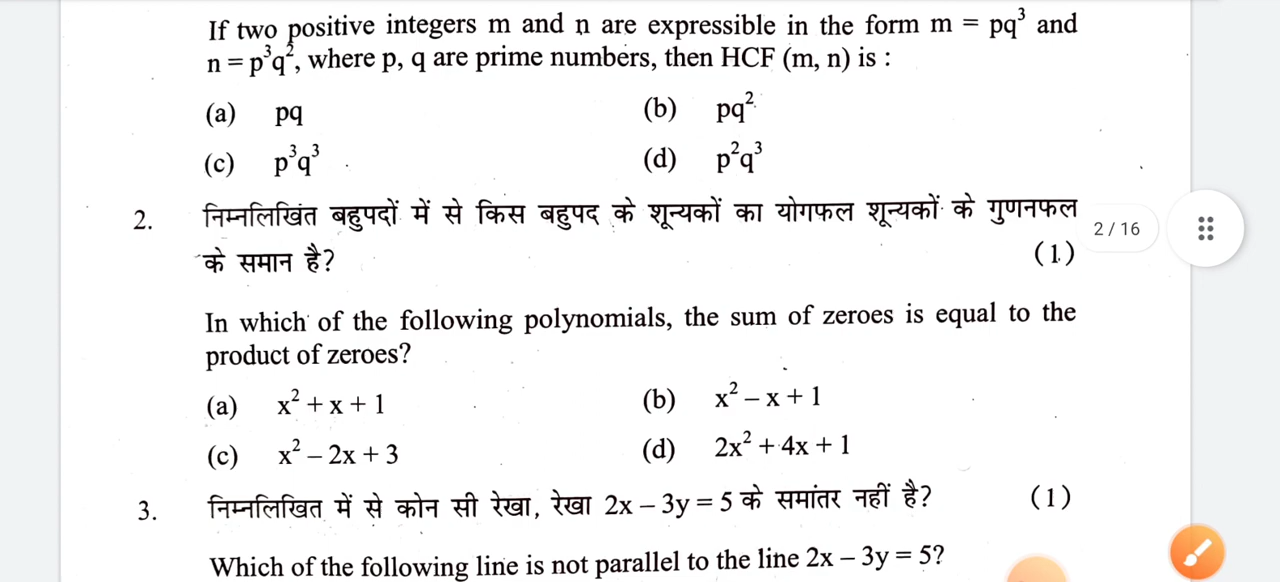 If two positive integers m and n are expressible in the form m = pq³ and
n = p³q², where p, q are prime numbers, then HCF (m, n) is :
(a) pq (b) pq²
(c) p³q³ (d) p²q³
2. निम्नलिखित बहुपदों में से किस बहुपद के शून्यकों का योगफल शून्यकों के गुणनफल
2 / 16
के समान है? (1)
In which of the following polynomials, the sum of zeroes is equal to the
product of zeroes?
(a) x² + x + 1 (b) x² – x + 1
(c) x² – 2x + 3 (d) 2x² + 4x + 1
3. निम्नलिखित में से कोन सी रेखा, रेखा 2x – 3y = 5 के समांतर नहीं है? (1)
Which of the following line is not parallel to the line 2x – 3y = 5?